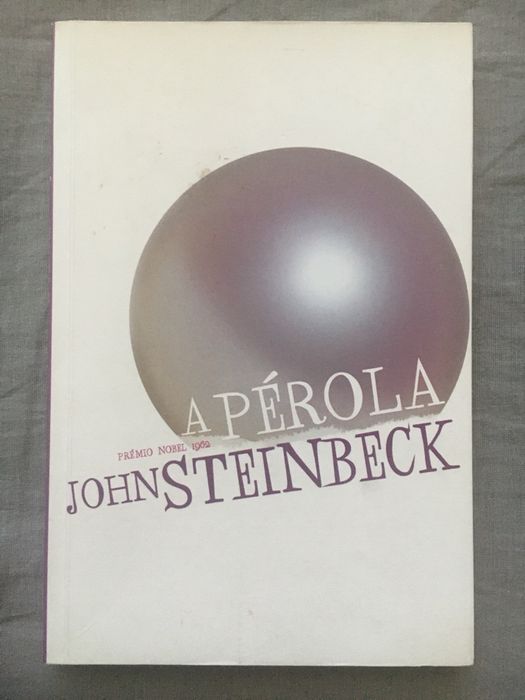 A PÉROLA
PRÉMIO NOBEL 1962
JOHN STEINBECK